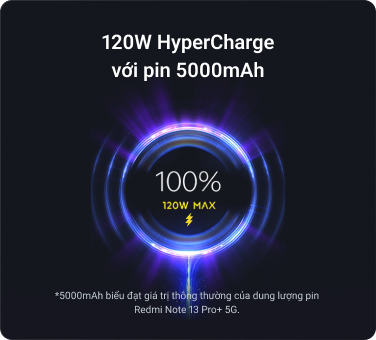 120W HyperCharge
với pin 5000mAh
100%
120W MAX
*5000mAh biểu đạt giá trị thông thường của dung lượng pin
Redmi Note 13 Pro+ 5G.